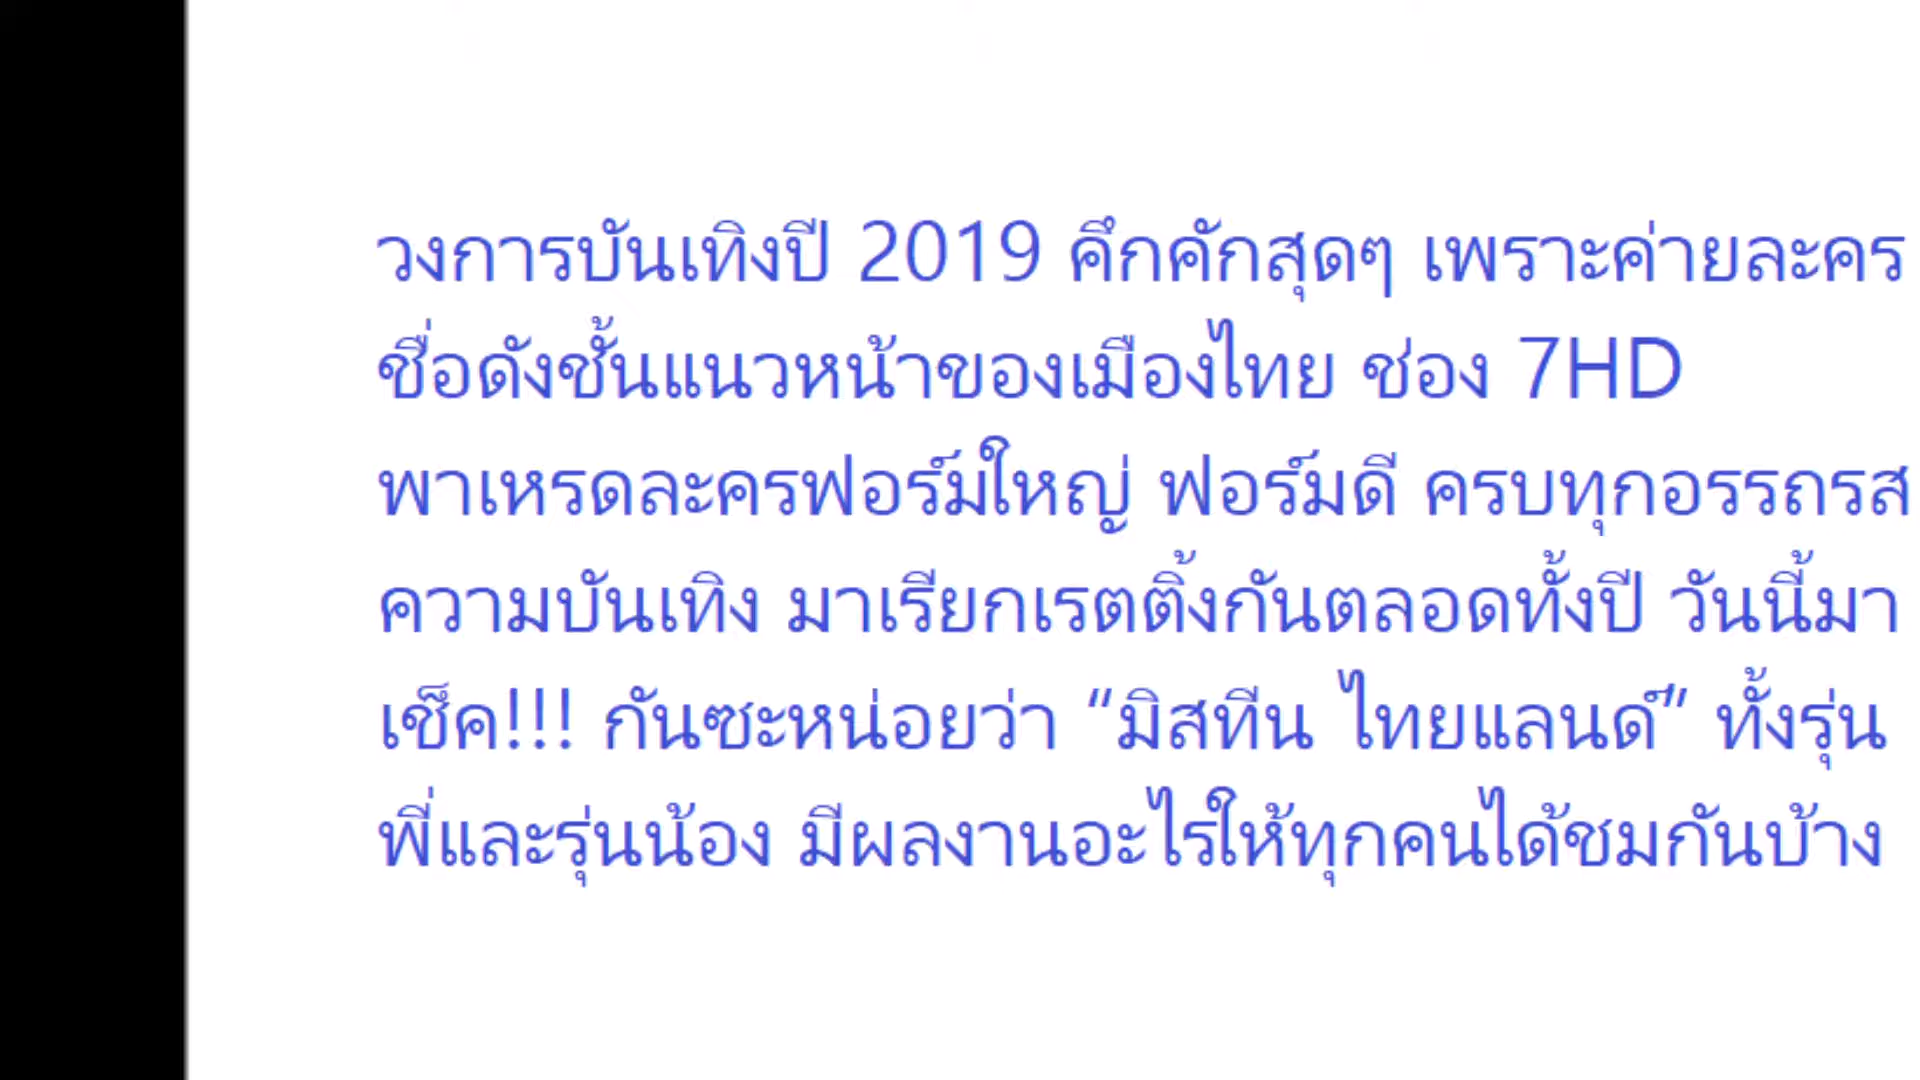 วงการบันเทิงปี 2019 คึกคักสุดๆ เพราะค่ายละคร
ชื่อดังชั้นแนวหน้าของเมืองไทย ช่อง 7HD
พาเหรดละครฟอร์มใหญ่ ฟอร์มดี ครบทุกอรรถรส
ความบันเทิง มาเรียกเรตติ้งกันตลอดทั้งปี วันนี้มา
เช็ค!!! กันซะหน่อยว่า “มิสทีน ไทยแลนด์” ทั้งรุ่น
พี่และรุ่นน้อง มีผลงานอะไรให้ทุกคนได้ชมกันบ้าง